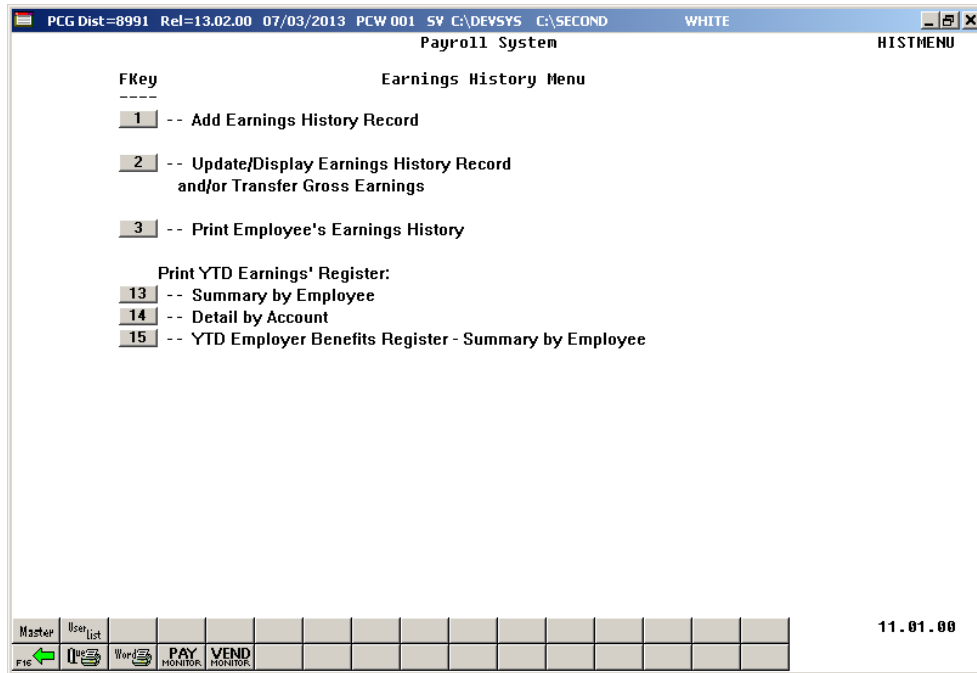 PCG Dist=8991 Rel=13.02.00 07/03/2013 PCW 001 SV C:\DEVSYS C:\SECOND WHITE
Payroll System HISTMENU
FKey Earnings History Menu
----
1 -- Add Earnings History Record
2 -- Update/Display Earnings History Record
and/or Transfer Gross Earnings
3 -- Print Employee's Earnings History
Print YTD Earnings' Register:
13 -- Summary by Employee
14 -- Detail by Account
15 -- YTD Employer Benefits Register - Summary by Employee
Master User List 11.01.00
F16 Que Word PAY MONITOR VEND MONITOR